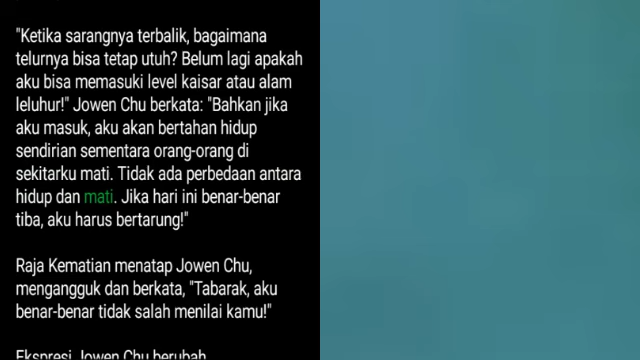 "Ketika sarangnya terbalik, bagaimana
telurnya bisa tetap utuh? Belum lagi apakah
aku bisa memasuki level kaisar atau alam
leluhur!" Jowen Chu berkata: "Bahkan jika
aku masuk, aku akan bertahan hidup
sendirian sementara orang-orang di
sekitarku mati. Tidak ada perbedaan antara
hidup dan mati. Jika hari ini benar-benar
tiba, aku harus bertarung!"
Raja Kematian menatap Jowen Chu,
mengangguk dan berkata, "Tabarak, aku
benar-benar tidak salah menilai kamu!"
Ekspresi Jowen Chu berubah